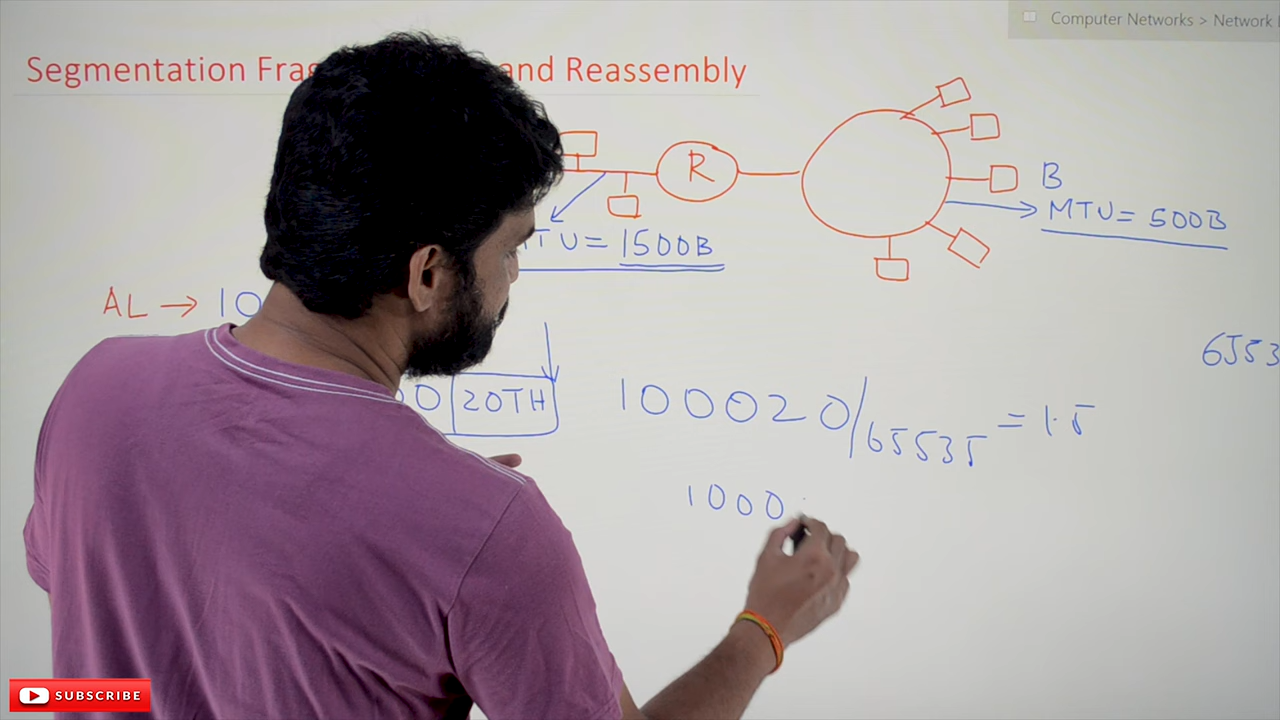 Computer Networks > Network
Segmentation and Reassembly
R
B
MTU = 500B
TU = 1500B
AL → 10
6553
0 20TH
100020/65535 = 1.5
1000
SUBSCRIBE